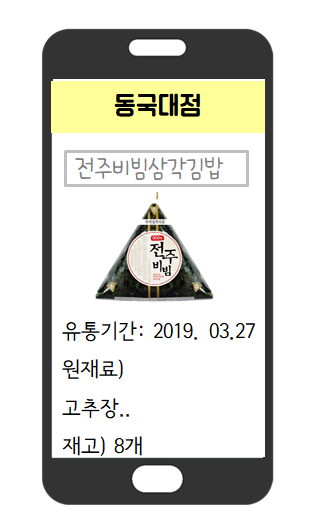 동국대점
전주비빔삼각김밥
전주
비빔
유통기간: 2019. 03.27
원재료)
고추장..
재고) 8개